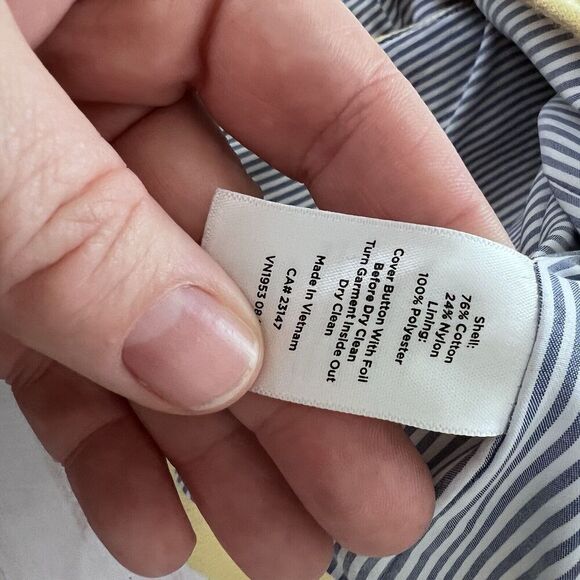 Shell:
76% Cotton
24% Nylon
Lining:
100% Polyester
Cover Button With Foil
Before Dry Clean
Turn Garment Inside Out
Dry Clean
Made In Vietnam
CA# 23147
VN1953